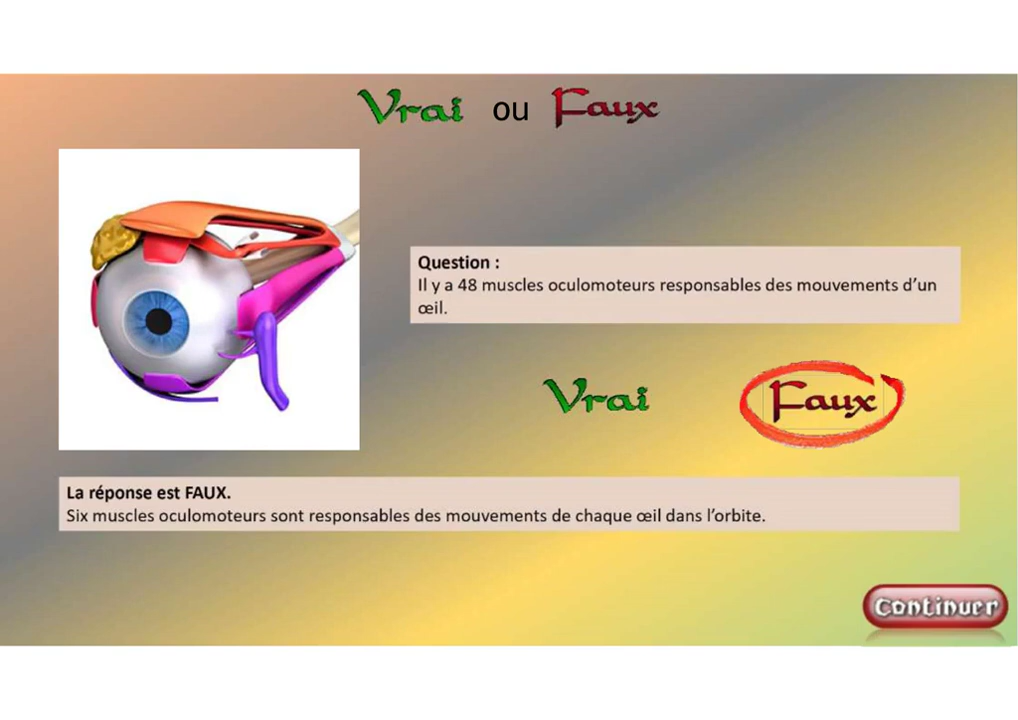 Vrai ou Faux
Question :
Il y a 48 muscles oculomoteurs responsables des mouvements d’un
œil.
Vrai Faux
La réponse est FAUX.
Six muscles oculomoteurs sont responsables des mouvements de chaque œil dans l’orbite.
Continuer